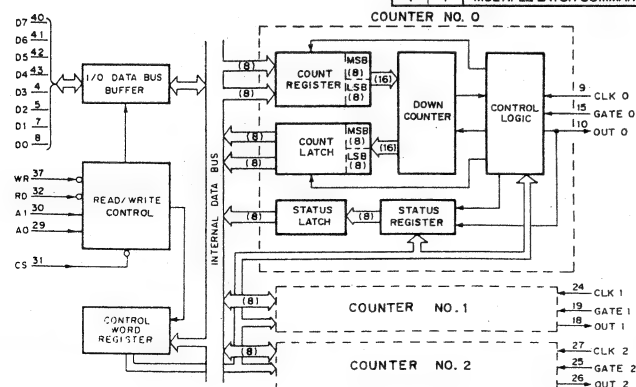 MULTIPLE LATCH COMMAN
COUNTER NO. 0
D7 40
D6 41
D5 42
D4 43
D3 4
D2 5
D1 7
D0 8
I/O DATA BUS
BUFFER
WR 37
RD 32
A1 30
A0 29
CS 31
READ/WRITE
CONTROL
CONTROL
WORD
REGISTER
INTERNAL DATA BUS
(8)
(8)
COUNT
REGISTER
MSB
(8)
LSB
(8)
(16)
DOWN
COUNTER
CONTROL
LOGIC
9 CLK 0
15 GATE 0
10 OUT 0
(8)
(8)
COUNT
LATCH
MSB
(8)
LSB
(8)
(16)
(8)
STATUS
LATCH
(8)
STATUS
REGISTER
(8)
COUNTER NO. 1
24 CLK 1
19 GATE 1
18 OUT 1
(8)
COUNTER NO. 2
27 CLK 2
25 GATE 2
26 OUT 2